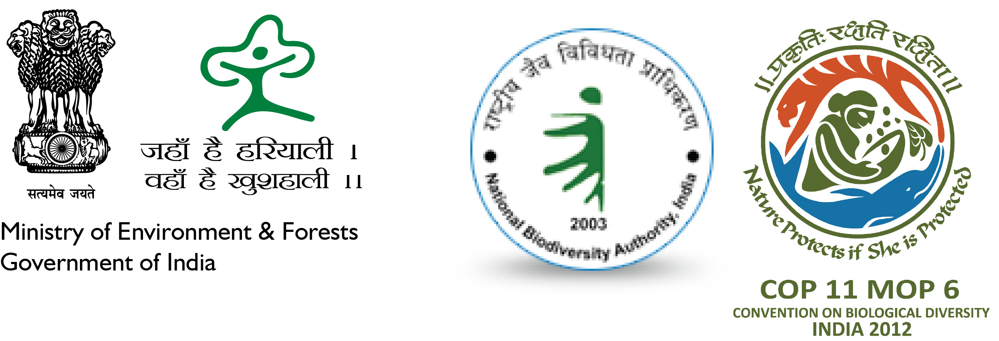 सत्यमेव जयते
जहाँ है हरियाली ।
वहाँ है खुशहाली ।।
Ministry of Environment & Forests
Government of India
राष्ट्रीय जैव विविधता प्राधिकरण
National Biodiversity Authority, India
2003
।। प्रकृतिः रक्षति रक्षिता ।।
Nature Protects if She is Protected
COP 11 MOP 6
CONVENTION ON BIOLOGICAL DIVERSITY
INDIA 2012